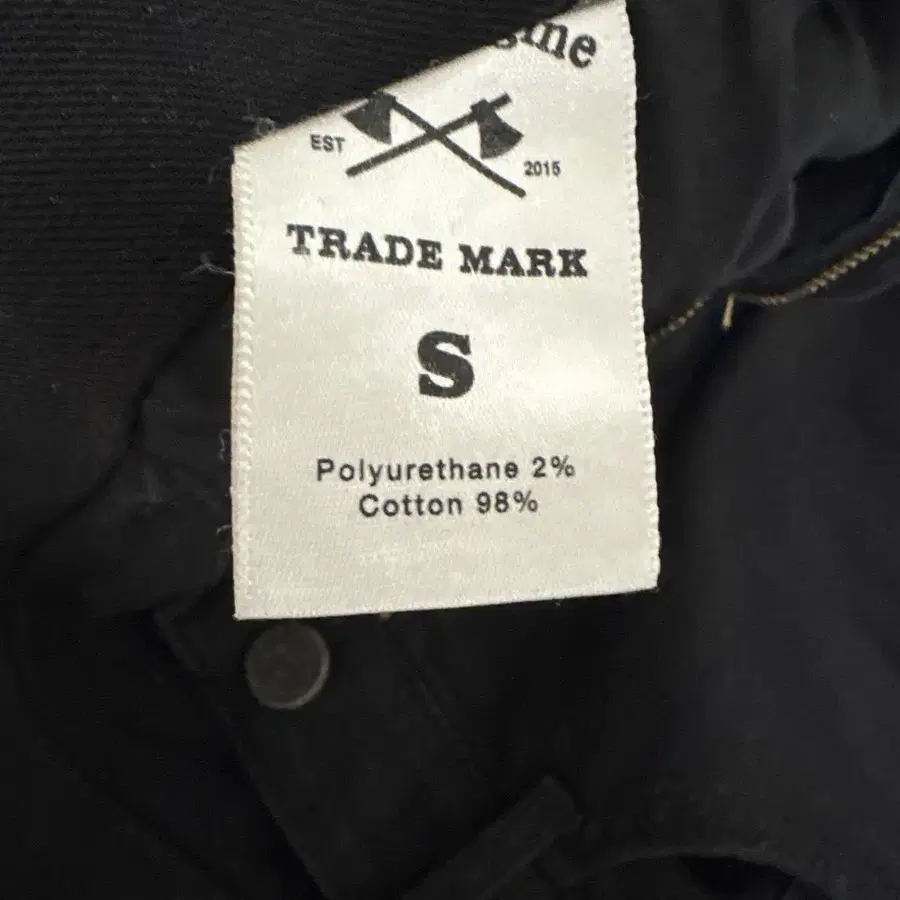 EST
2015
TRADE MARK
S
Polyurethane 2%
Cotton 98%